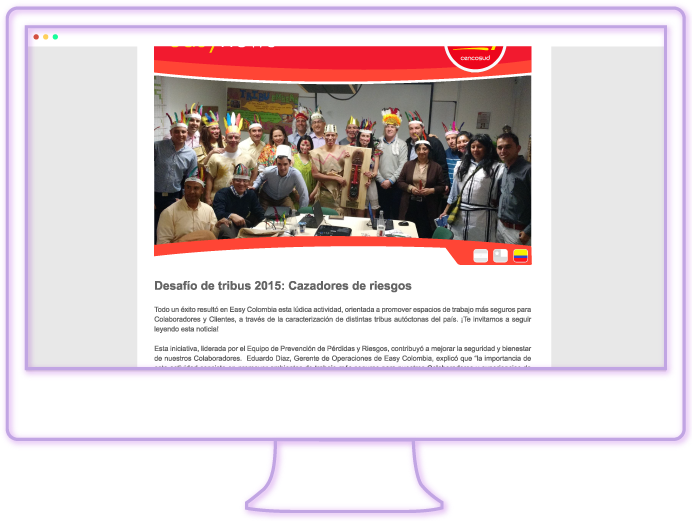 cencosud
Desafío de tribus 2015: Cazadores de riesgos
Todo un éxito resultó en Easy Colombia esta lúdica actividad, orientada a promover espacios de trabajo más seguros para
Colaboradores y Clientes, a través de la caracterización de distintas tribus autóctonas del país. ¡Te invitamos a seguir
leyendo esta noticia!
Esta iniciativa, liderada por el Equipo de Prevención de Pérdidas y Riesgos, contribuyó a mejorar la seguridad y bienestar
de nuestros Colaboradores. Eduardo Diaz, Gerente de Operaciones de Easy Colombia, explicó que "la importancia de